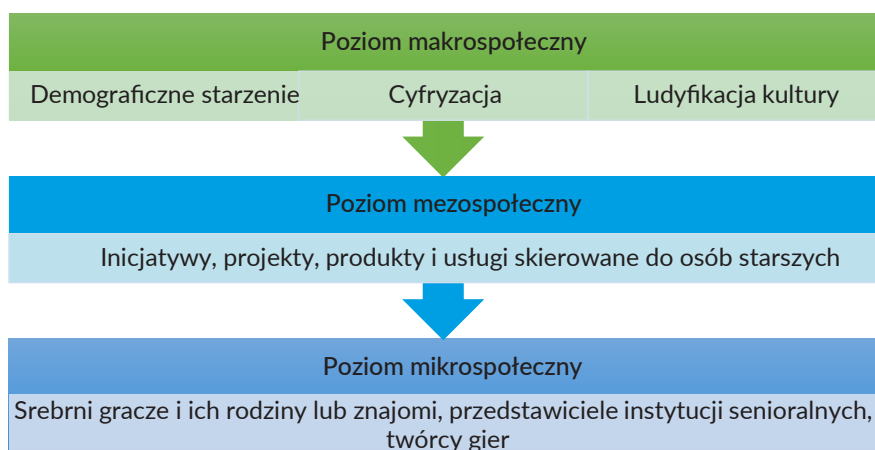 Poziom makrospołeczny
Demograficzne starzenie
Cyfryzacja
Ludyfikacja kultury
Poziom mezospołeczny
Inicjatywy, projekty, produkty i usługi skierowane do osób starszych
Poziom mikrospołeczny
Srebrni gracze i ich rodziny lub znajomi, przedstawiciele instytucji senioralnych,
twórcy gier